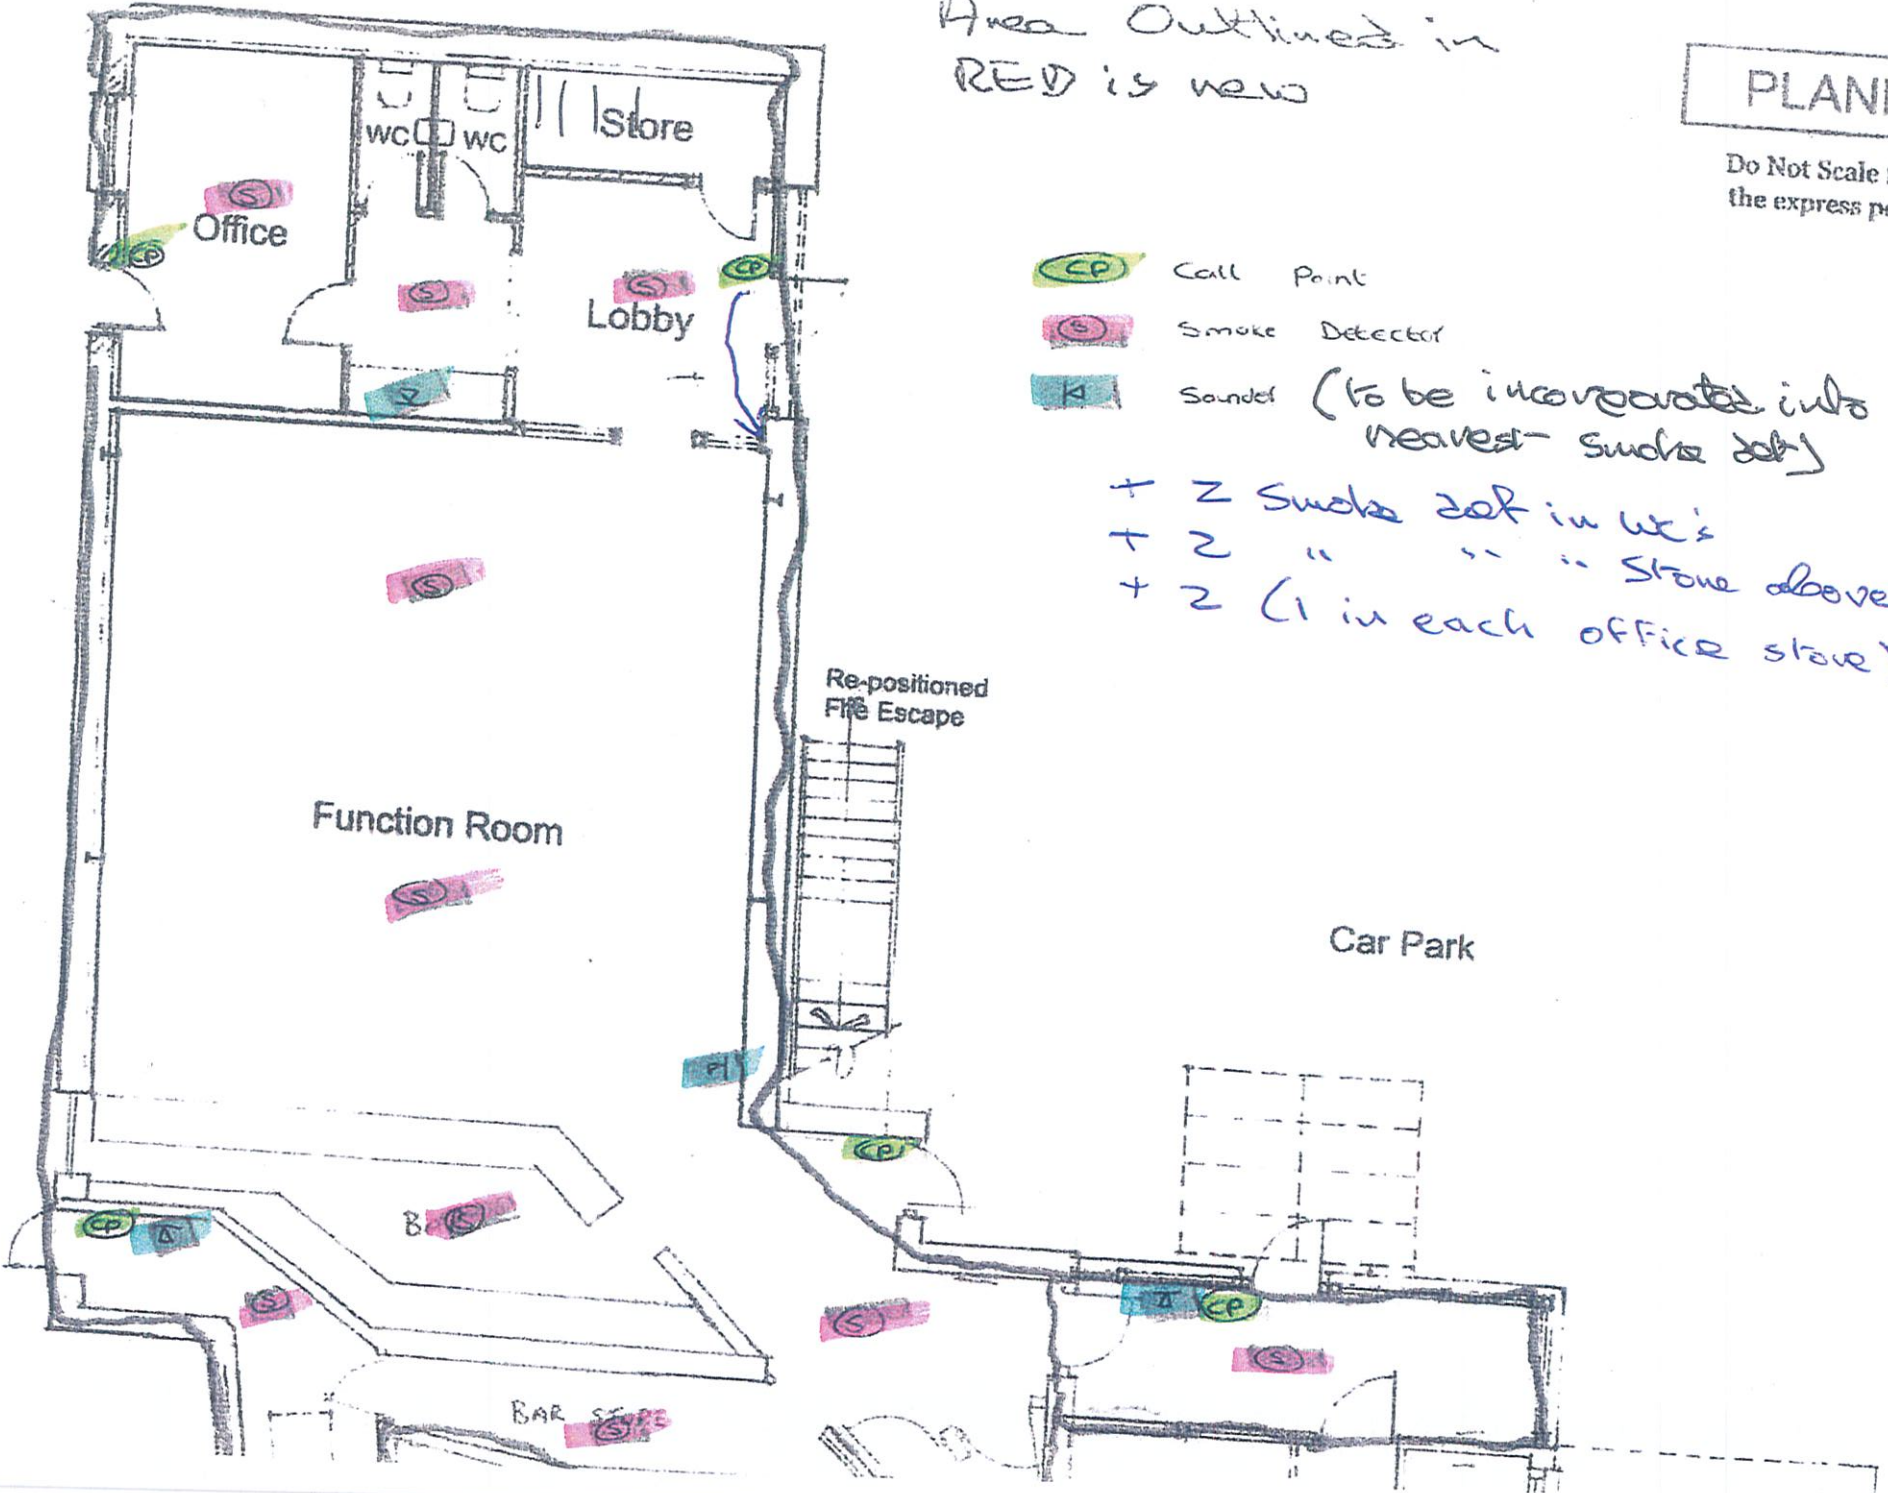 Area Outlined in
RED is new
PLAN
Do Not Scale
the express
WC
WC
Store
S
Office
CP
S
S
CP
Lobby
CP Call Point
S Smoke Detector
Sounder (to be incorporated into
nearest smoke det)
+ 2 Smoke det in WC's
+ 2 " " " Store above
+ 2 (1 in each office store)
S
Re-positioned
Fire Escape
Function Room
S
Car Park
CP
CP
S
S
CP
S
BAR
S